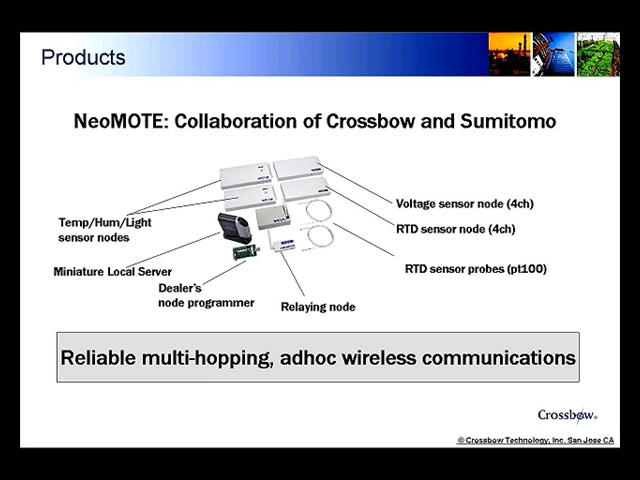 Products
NeoMOTE: Collaboration of Crossbow and Sumitomo
Temp/Hum/Light
sensor nodes
Miniature Local Server
Dealer's
node programmer
Relaying node
Voltage sensor node (4ch)
RTD sensor node (4ch)
RTD sensor probes (pt100)
Reliable multi-hopping, adhoc wireless communications
Crossbow®
© Crossbow Technology, Inc. San Jose CA